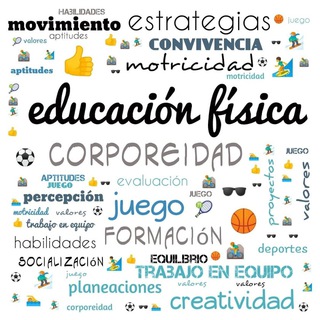 HABILIDADES
movimiento estrategias juego
aptitudes
valores CONVIVENCIA
aptitudes motricidad
motricidad
educación física
CORPOREIDAD
APTITUDES evaluación JUEGO
JUEGO
percepción juego proyectos valores
motricidad valores
trabajo en equipo FORMACIÓN
habilidades deportes
SOCIALIZACIÓN EQUILBRIO
juego TRABAJO EN EQUIPO
planeaciones valores
corporeidad creatividad